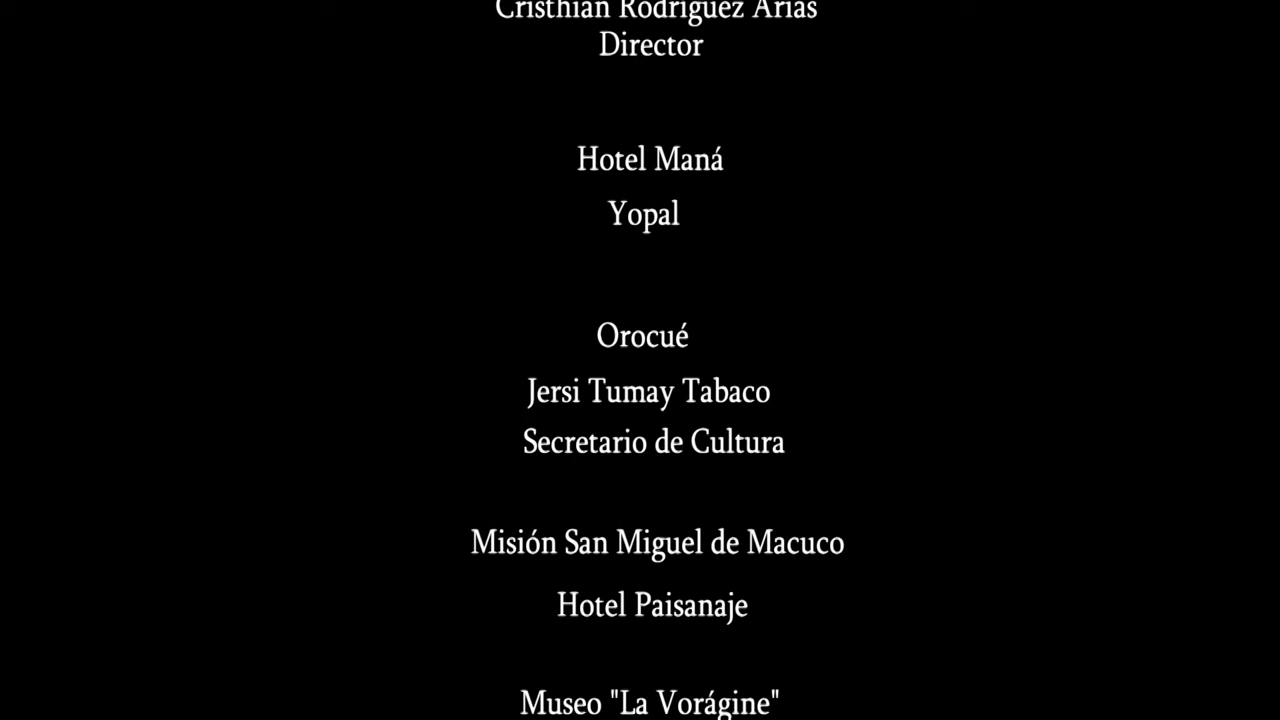 Cristhian Rodríguez Arias
Director
Hotel Maná
Yopal
Orocué
Jersi Tumay Tabaco
Secretario de Cultura
Misión San Miguel de Macuco
Hotel Paisanaje
Museo "La Vorágine"